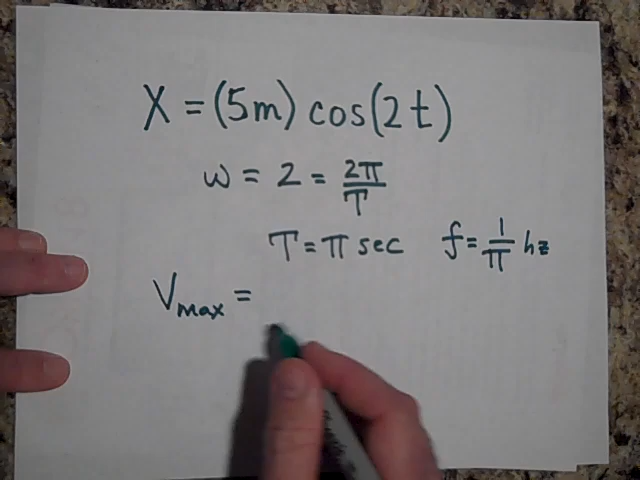 X = (5m) cos(2t)
ω = 2 = 2π/T
T = π sec f = 1/π hz
Vmax =